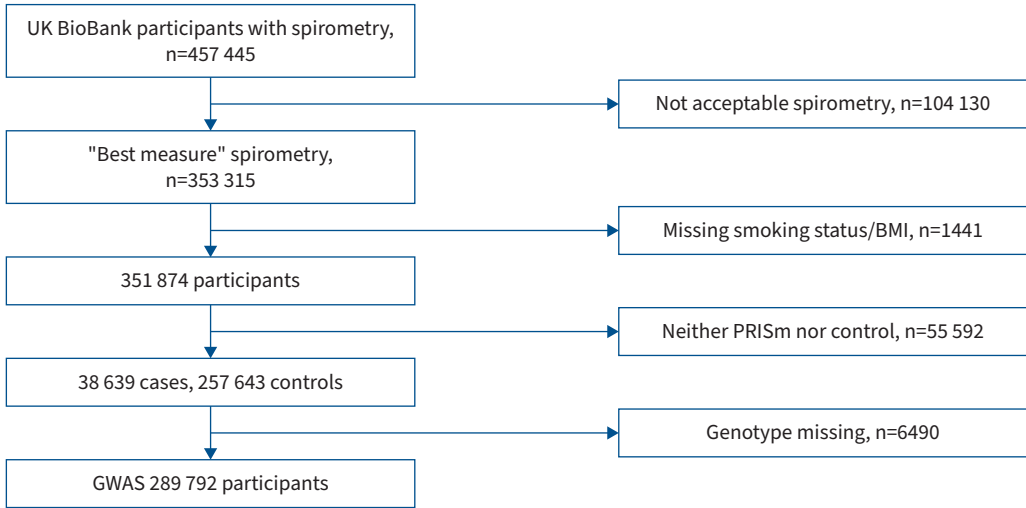 UK BioBank participants with spirometry,
n=457 445
Not acceptable spirometry, n=104 130
"Best measure" spirometry,
n=353 315
Missing smoking status/BMI, n=1441
351 874 participants
Neither PRISm nor control, n=55 592
38 639 cases, 257 643 controls
Genotype missing, n=6490
GWAS 289 792 participants